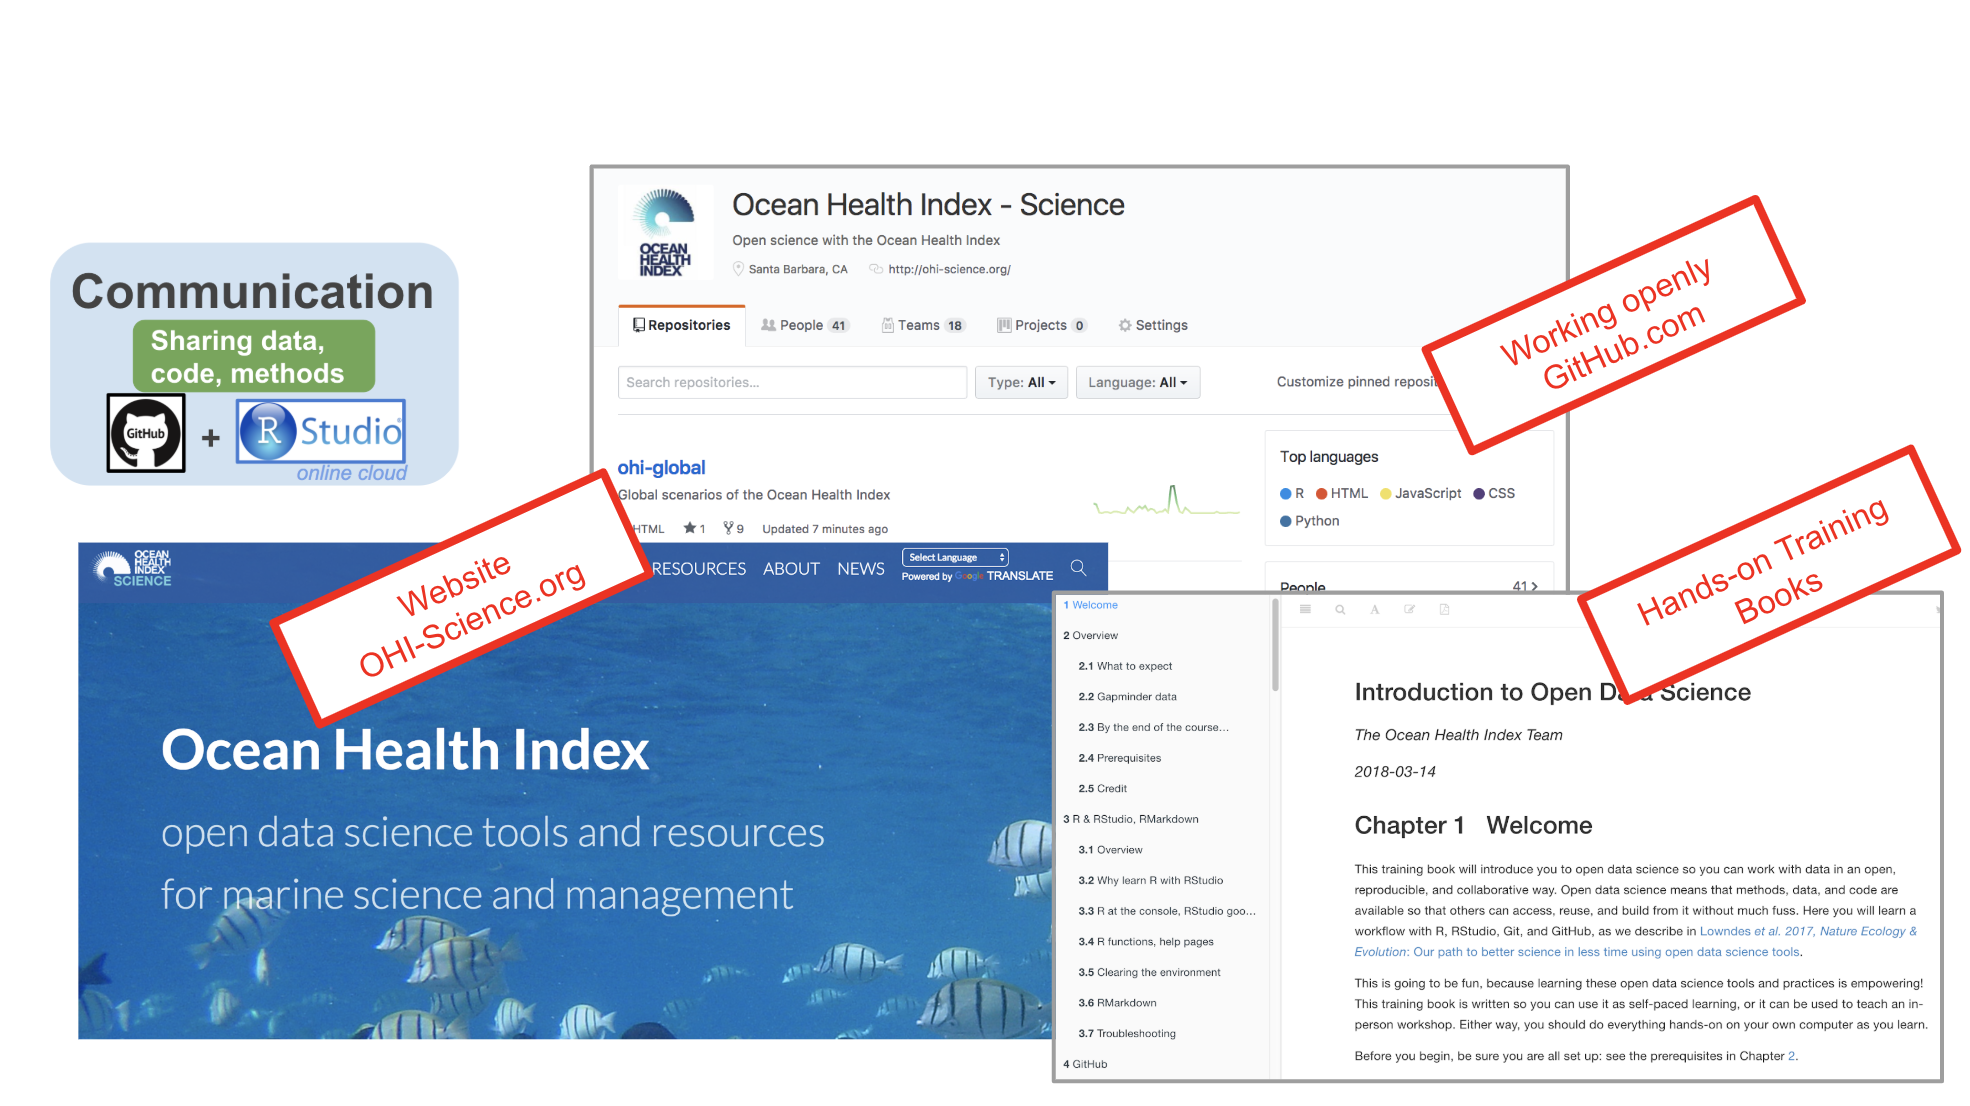 Communication
Sharing data,
code, methods
GitHub
+
R Studio
online cloud
OCEAN
HEALTH
INDEX
Ocean Health Index - Science
Open science with the Ocean Health Index
Santa Barbara, CA
http://ohi-science.org/
Repositories
People 41
Teams 18
Projects 0
Settings
Search repositories...
Type: All
Language: All
Customize pinned reposi
ohi-global
Global scenarios of the Ocean Health Index
HTML 1 9 Updated 7 minutes ago
Top languages
R HTML JavaScript CSS
Python
People 41
Working openly
GitHub.com
Website
OHI-Science.org
Hands-on Training
Books
OCEAN
HEALTH
INDEX
SCIENCE
RESOURCES ABOUT NEWS
Select Language
Powered by Google TRANSLATE
Ocean Health Index
open data science tools and resources
for marine science and management
1 Welcome
2 Overview
2.1 What to expect
2.2 Gapminder data
2.3 By the end of the course...
2.4 Prerequisites
2.5 Credit
3 R & RStudio, RMarkdown
3.1 Overview
3.2 Why learn R with RStudio
3.3 R at the console, RStudio goo...
3.4 R functions, help pages
3.5 Clearing the environment
3.6 RMarkdown
3.7 Troubleshooting
4 GitHub
Introduction to Open Data Science
The Ocean Health Index Team
2018-03-14
Chapter 1 Welcome
This training book will introduce you to open data science so you can work with data in an open,
reproducible, and collaborative way. Open data science means that methods, data, and code are
available so that others can access, reuse, and build from it without much fuss. Here you will learn a
workflow with R, RStudio, Git, and GitHub, as we describe in Lowndes et al. 2017, Nature Ecology &
Evolution: Our path to better science in less time using open data science tools.
This is going to be fun, because learning these open data science tools and practices is empowering!
This training book is written so you can use it as self-paced learning, or it can be used to teach an in-
person workshop. Either way, you should do everything hands-on on your own computer as you learn.
Before you begin, be sure you are all set up: see the prerequisites in Chapter 2.